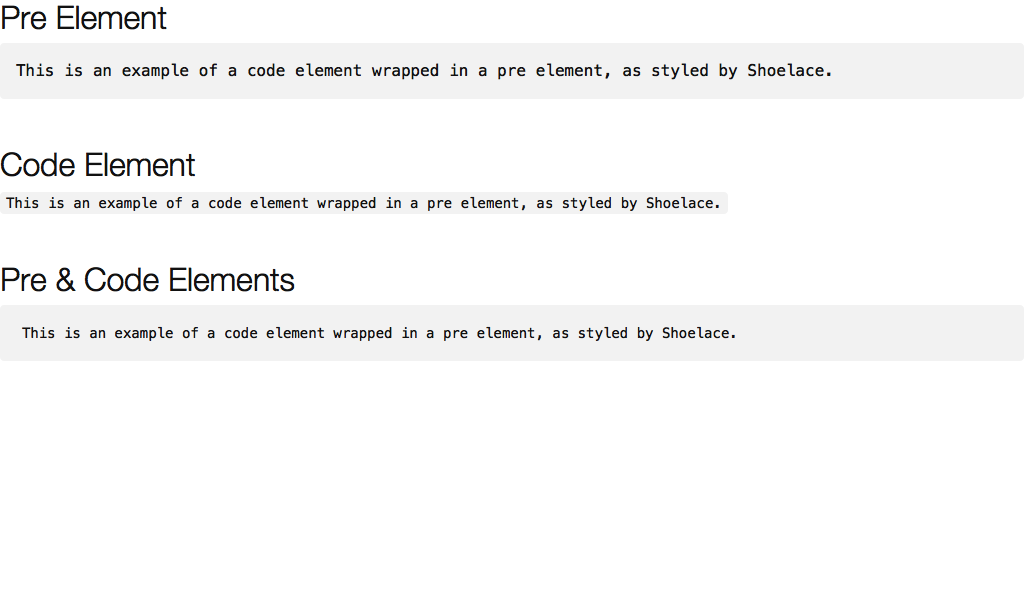 Pre Element
This is an example of a code element wrapped in a pre element, as styled by Shoelace.
Code Element
This is an example of a code element wrapped in a pre element, as styled by Shoelace.
Pre & Code Elements
This is an example of a code element wrapped in a pre element, as styled by Shoelace.